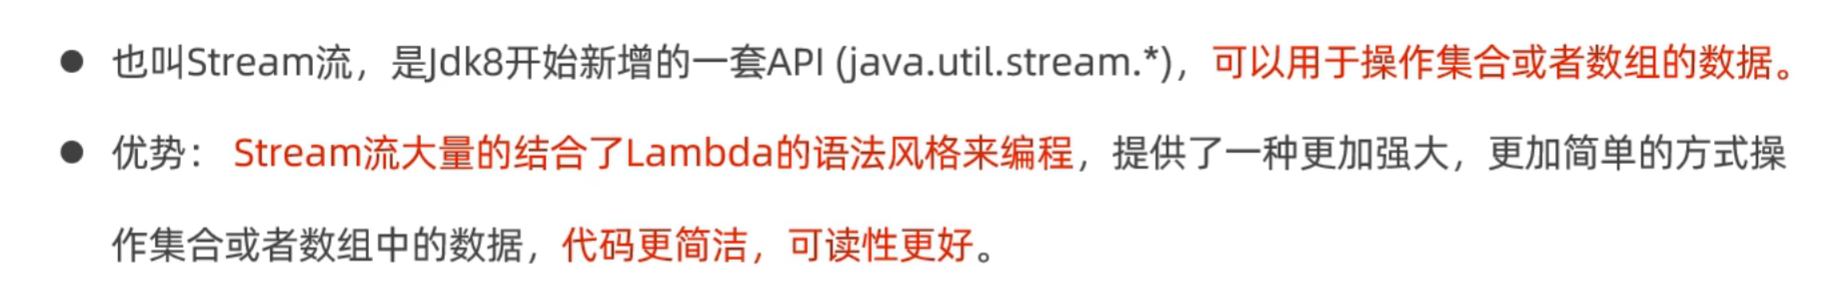 ● 也叫Stream流，是Jdk8开始新增的一套API (java.util.stream.*)，可以用于操作集合或者数组的数据。
● 优势： Stream流大量的结合了Lambda的语法风格来编程，提供了一种更加强大，更加简单的方式操
作集合或者数组中的数据，代码更简洁，可读性更好。